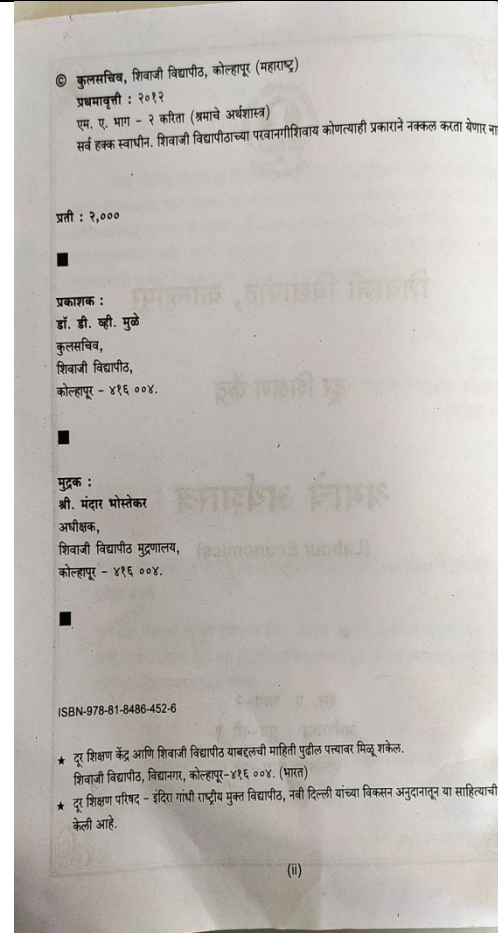 © कुलसचिव, शिवाजी विद्यापीठ, कोल्हापूर (महाराष्ट्र)
प्रथमावृत्ती : २०१२
एम. ए. भाग - २ करिता (श्रमाचे अर्थशास्त्र)
सर्व हक्क स्वाधीन. शिवाजी विद्यापीठाच्या परवानगीशिवाय कोणत्याही प्रकाराने नक्कल करता येणार ना
प्रती : २,०००
प्रकाशक :
डॉ. डी. व्ही. मुळे
कुलसचिव,
शिवाजी विद्यापीठ,
कोल्हापूर - ४१६ ००४.
मुद्रक :
श्री. मंदार भोस्तेकर
अधीक्षक,
शिवाजी विद्यापीठ मुद्रणालय,
कोल्हापूर - ४१६ ००४.
ISBN-978-81-8486-452-6
★ दूर शिक्षण केंद्र आणि शिवाजी विद्यापीठ याबद्दलची माहिती पुढील पत्त्यावर मिळू शकेल.
शिवाजी विद्यापीठ, विद्यानगर, कोल्हापूर-४१६ ००४. (भारत)
★ दूर शिक्षण परिषद - इंदिरा गांधी राष्ट्रीय मुक्त विद्यापीठ, नवी दिल्ली यांच्या विकसन अनुदानातून या साहित्याची
केली आहे.
(ii)